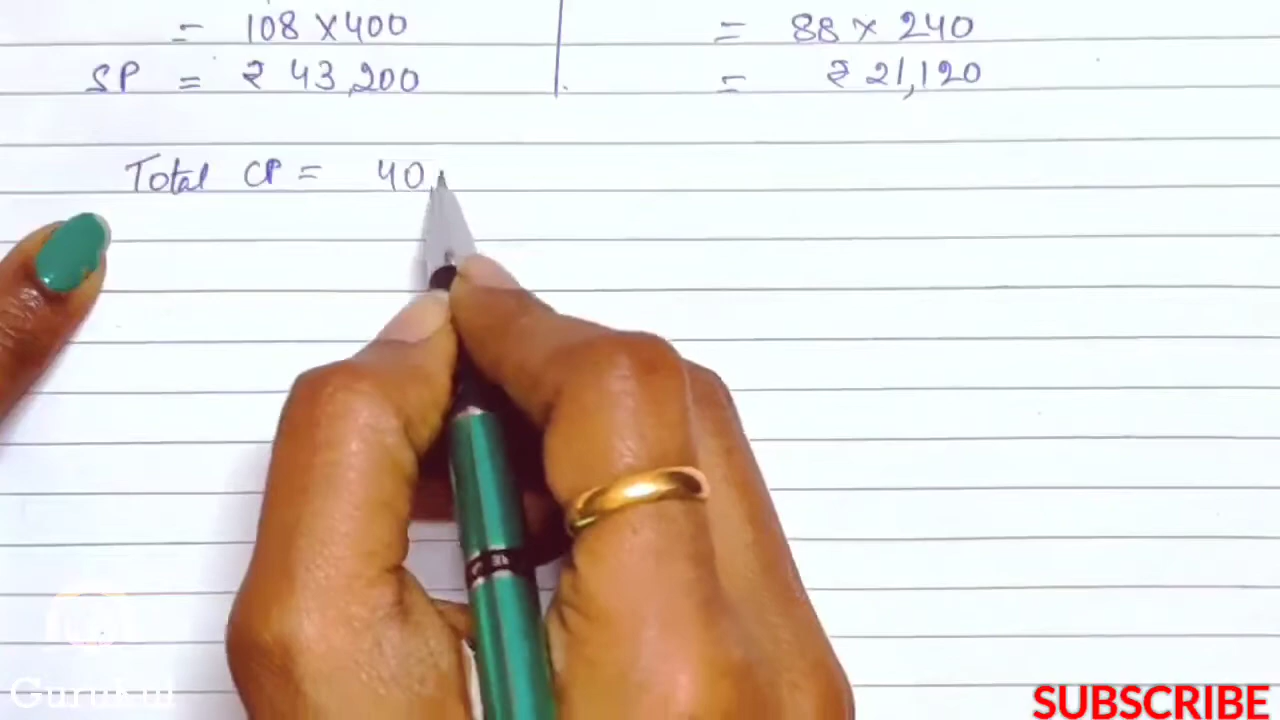 = 108 × 400
= 88 × 240
SP = ₹ 43,200
= ₹ 21,120
Total CP = 40,
Gurukul
SUBSCRIBE